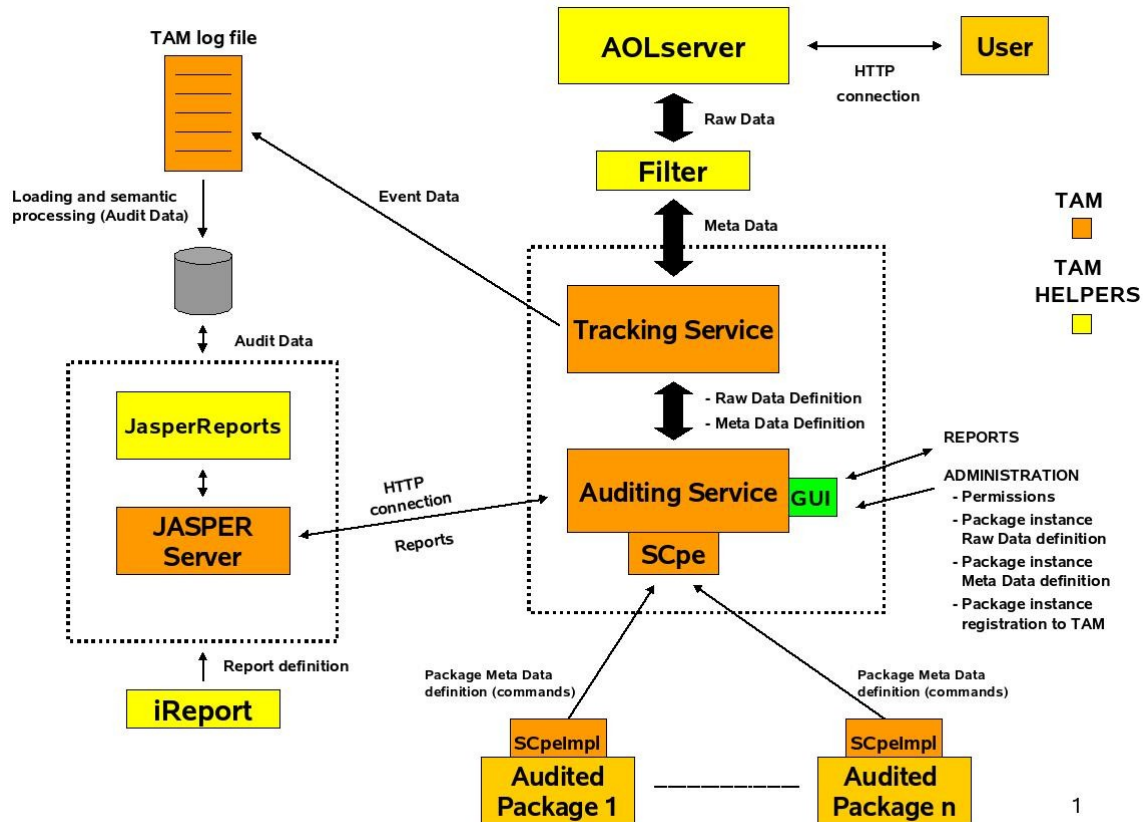 TAM log file
AOLserver
User
HTTP
connection
Raw Data
Filter
Event Data
Loading and semantic
processing (Audit Data)
Meta Data
TAM
TAM
HELPERS
Tracking Service
Audit Data
- Raw Data Definition
- Meta Data Definition
JasperReports
HTTP
connection
Reports
JASPER
Server
Auditing Service
GUI
SCpe
REPORTS
ADMINISTRATION
- Permissions
- Package instance
Raw Data definition
- Package instance
Meta Data definition
- Package instance
registration to TAM
Report definition
iReport
Package Meta Data
definition (commands)
Package Meta Data
definition (commands)
SCpeImpl
Audited
Package 1
SCpeImpl
Audited
Package n
1